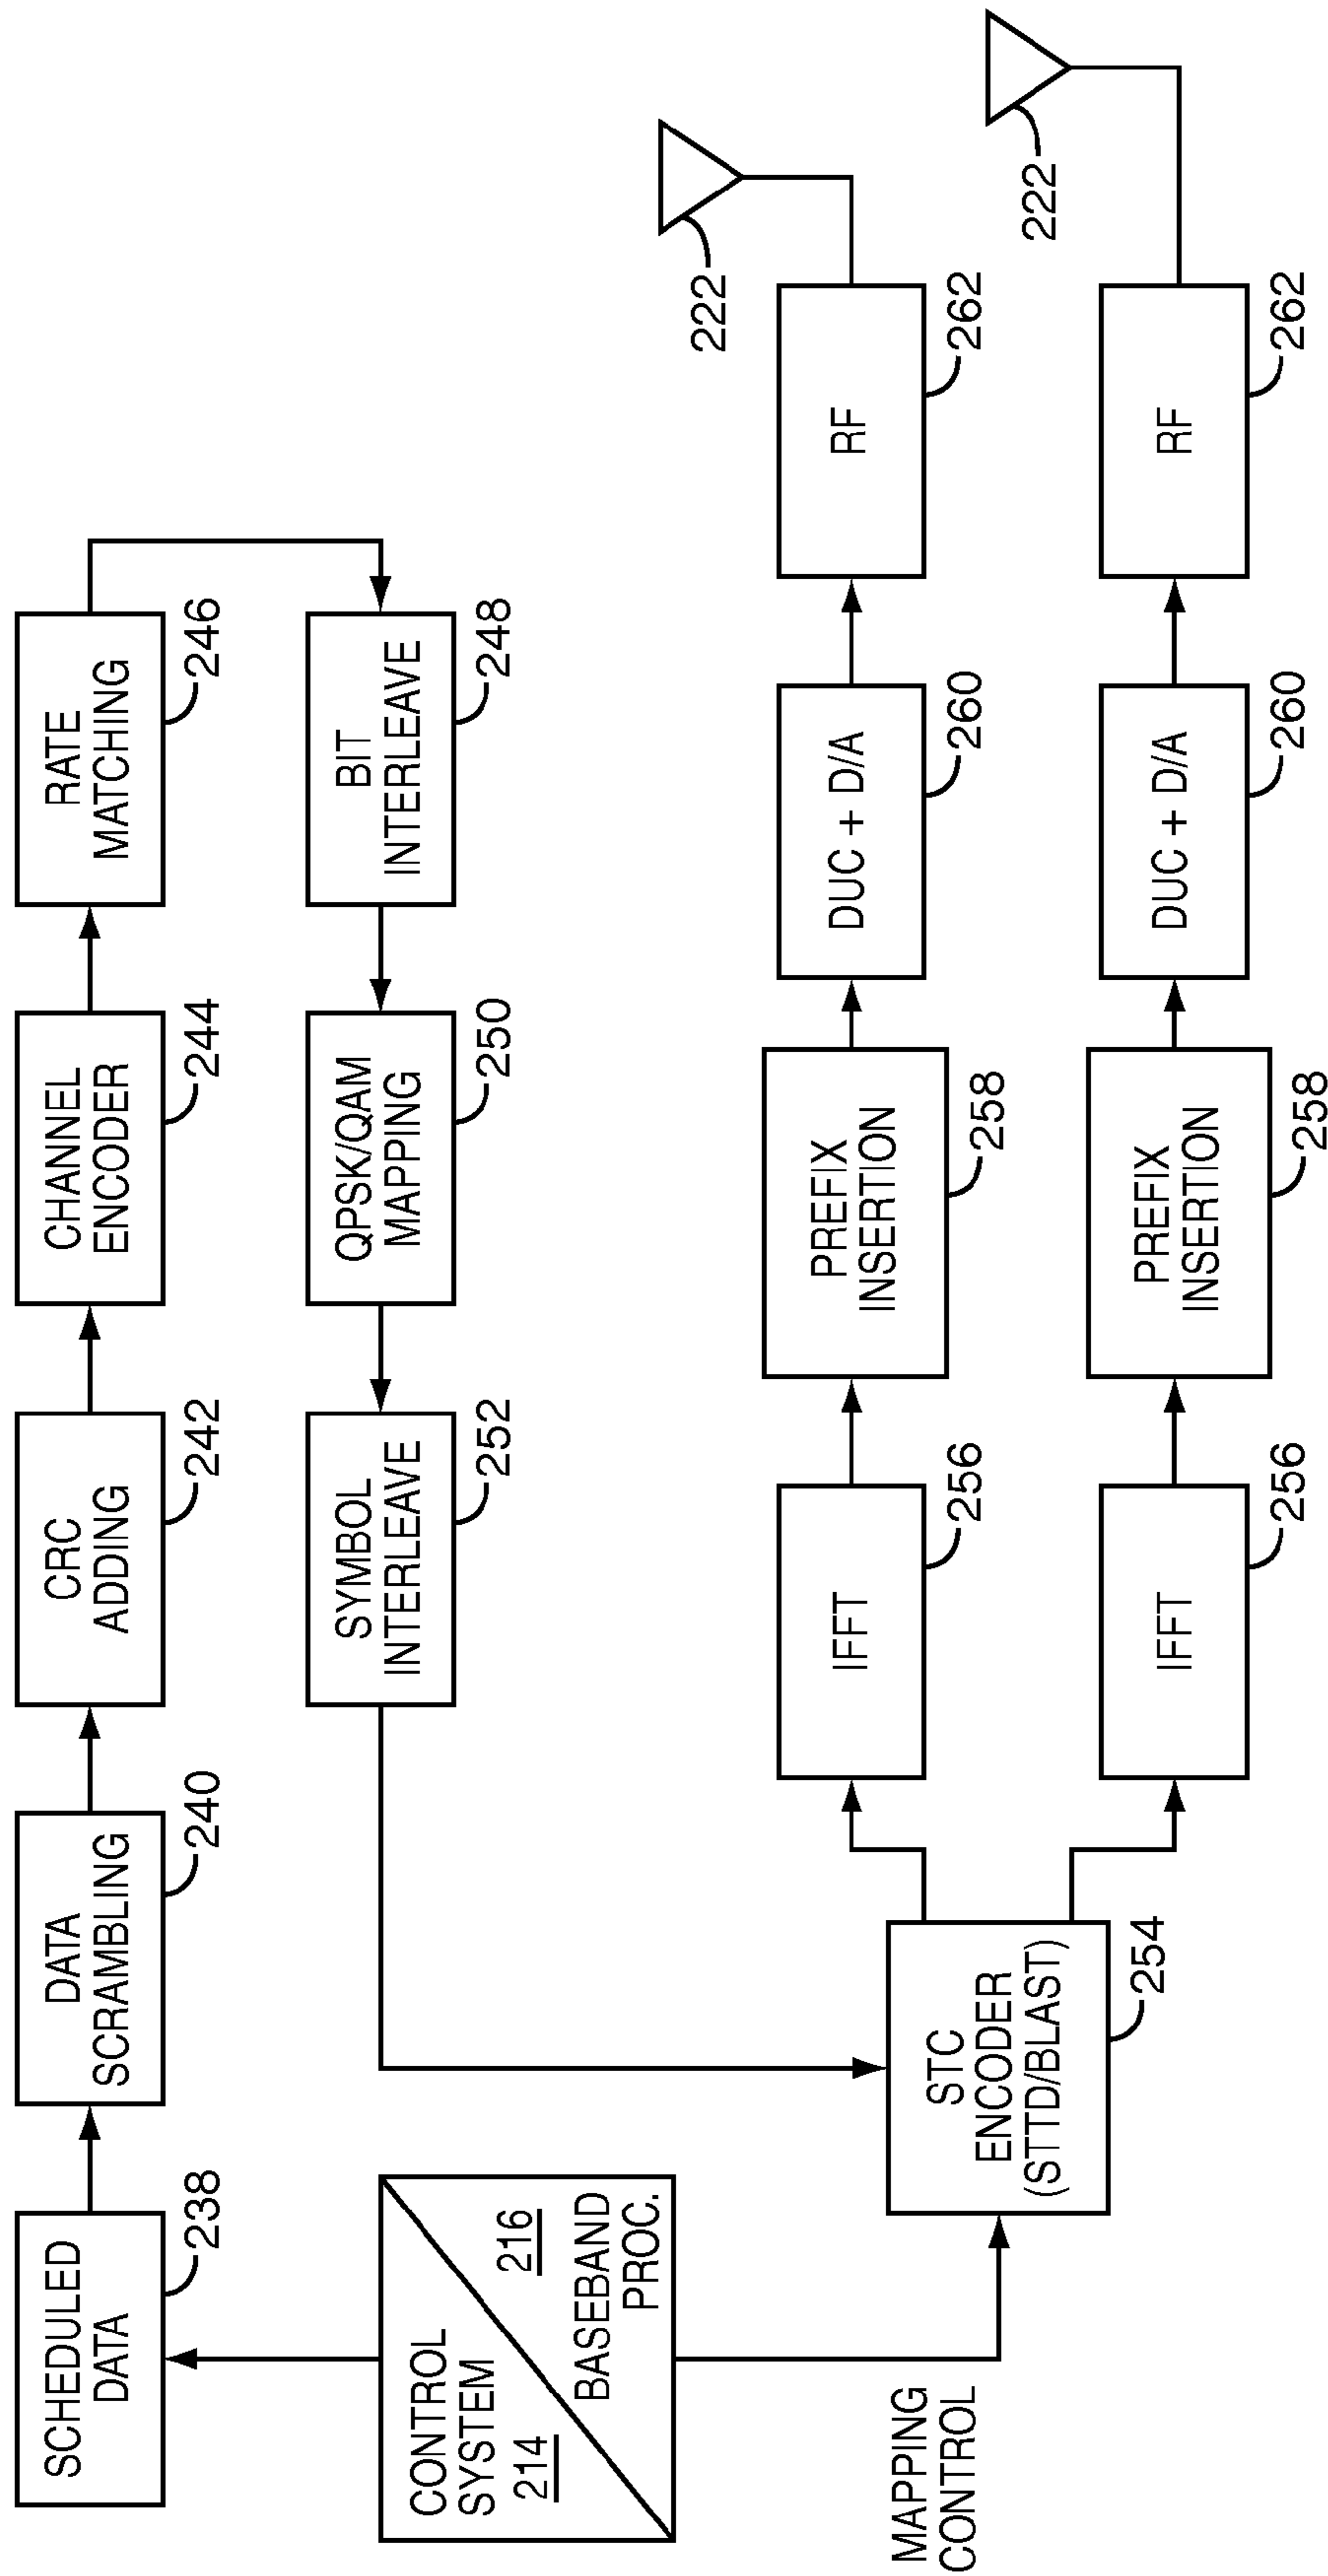 SCHEDULED
DATA
238
DATA
SCRAMBLING
240
CRC
ADDING
242
CHANNEL
ENCODER
244
RATE
MATCHING
246
BIT
INTERLEAVE
248
QPSK/QAM
MAPPING
250
SYMBOL
INTERLEAVE
252
CONTROL
SYSTEM
214
216
BASEBAND
PROC.
MAPPING
CONTROL
STC
ENCODER
(STTD/BLAST)
254
IFFT
256
PREFIX
INSERTION
258
DUC + D/A
260
RF
262
222
IFFT
256
PREFIX
INSERTION
258
DUC + D/A
260
RF
262
222